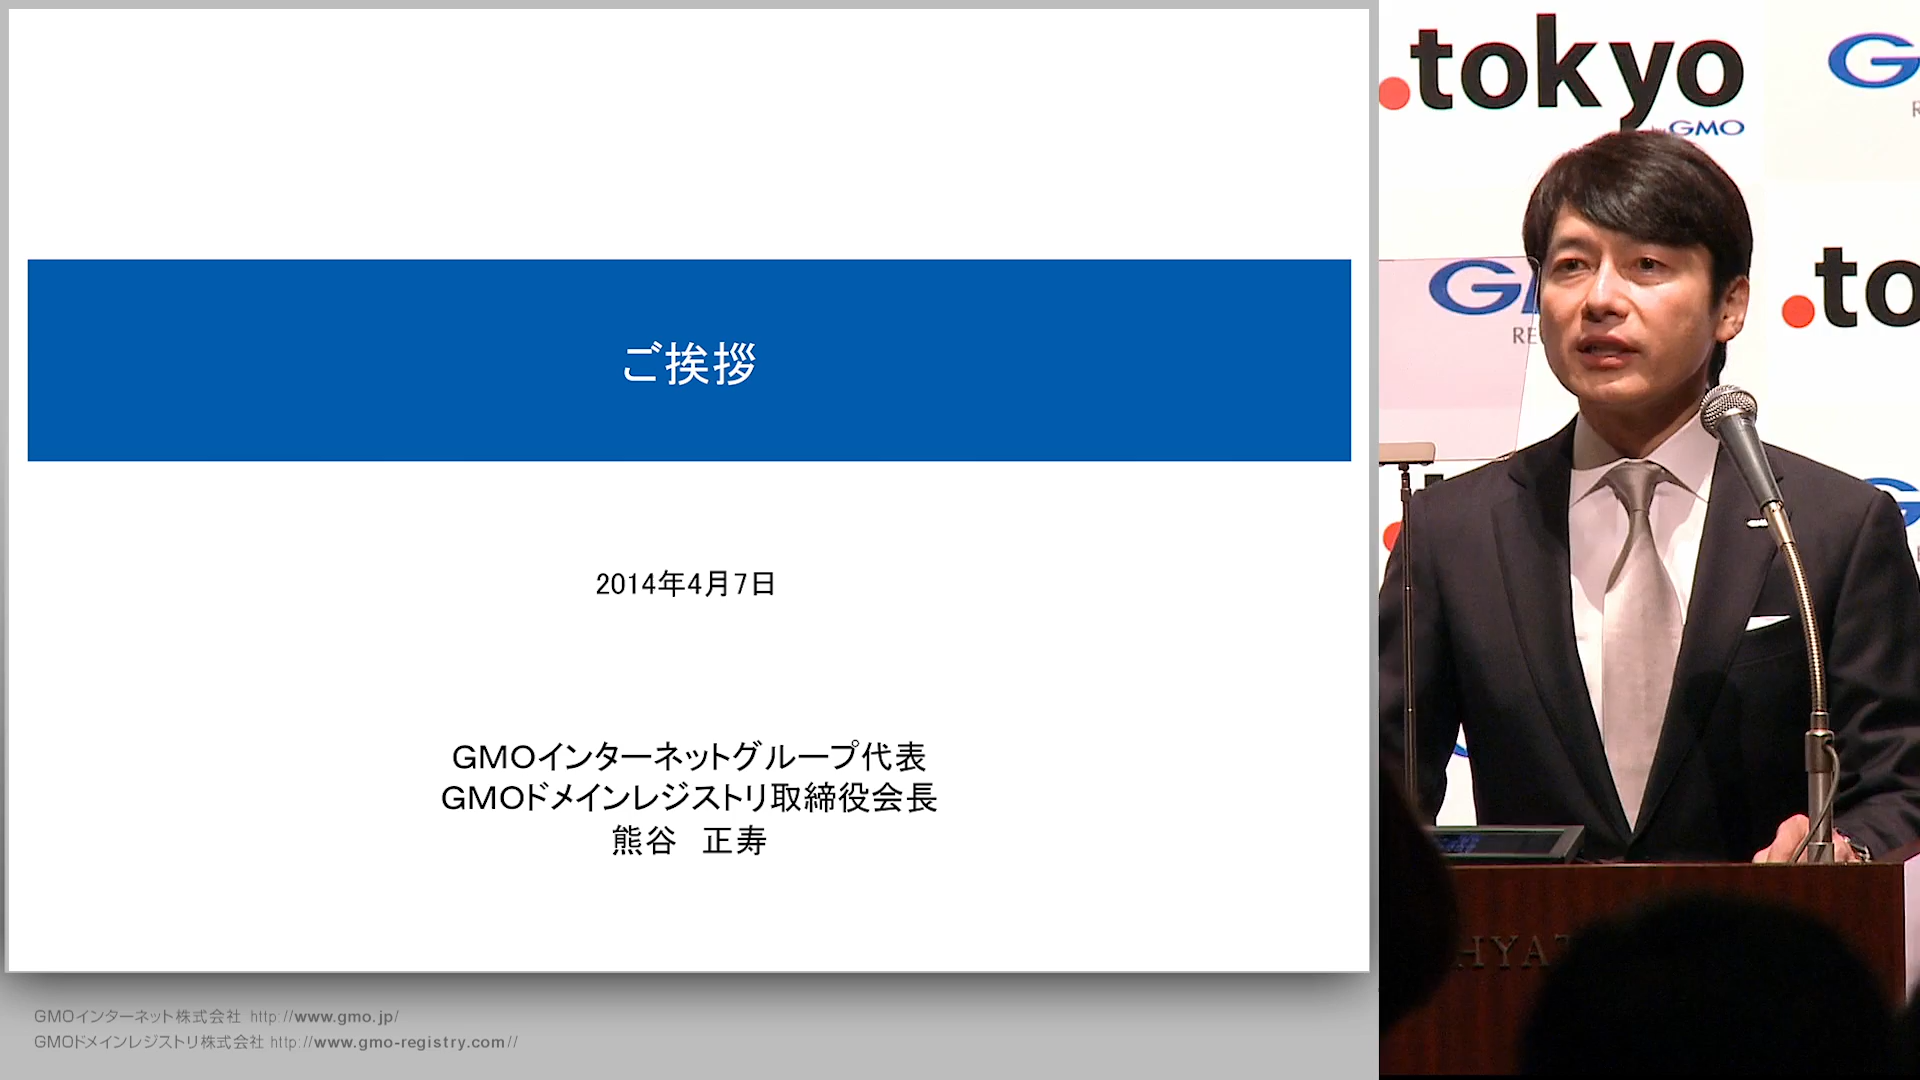 ご挨拶
2014年4月7日
GMOインターネットグループ代表
GMOドメインレジストリ取締役会長
熊谷　正寿
GMOインターネット株式会社 http://www.gmo.jp/
GMOドメインレジストリ株式会社 http://www.gmo-registry.com//
.tokyo
by GMO
G
RE
.to
HYAT